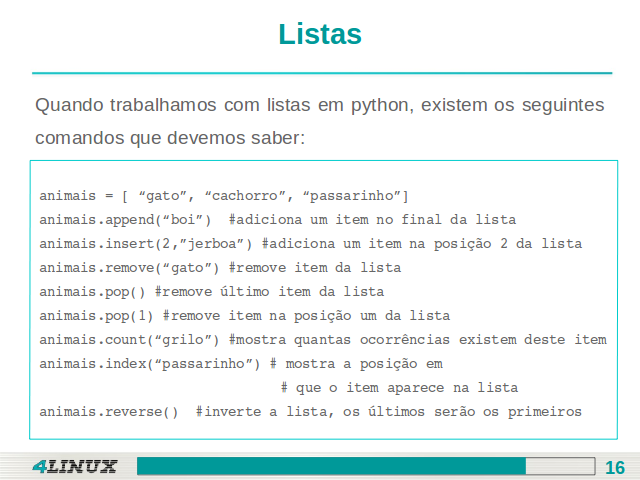 Listas
Quando trabalhamos com listas em python, existem os seguintes
comandos que devemos saber:
animais = [ “gato”, “cachorro”, “passarinho”]
animais.append(“boi”)  #adiciona um item no final da lista
animais.insert(2,”jerboa”) #adiciona um item na posição 2 da lista
animais.remove(“gato”) #remove item da lista
animais.pop() #remove último item da lista
animais.pop(1) #remove item na posição um da lista
animais.count(“grilo”) #mostra quantas ocorrências existem deste item
animais.index(“passarinho”) # mostra a posição em
# que o item aparece na lista
animais.reverse()  #inverte a lista, os últimos serão os primeiros
4LINUX
16